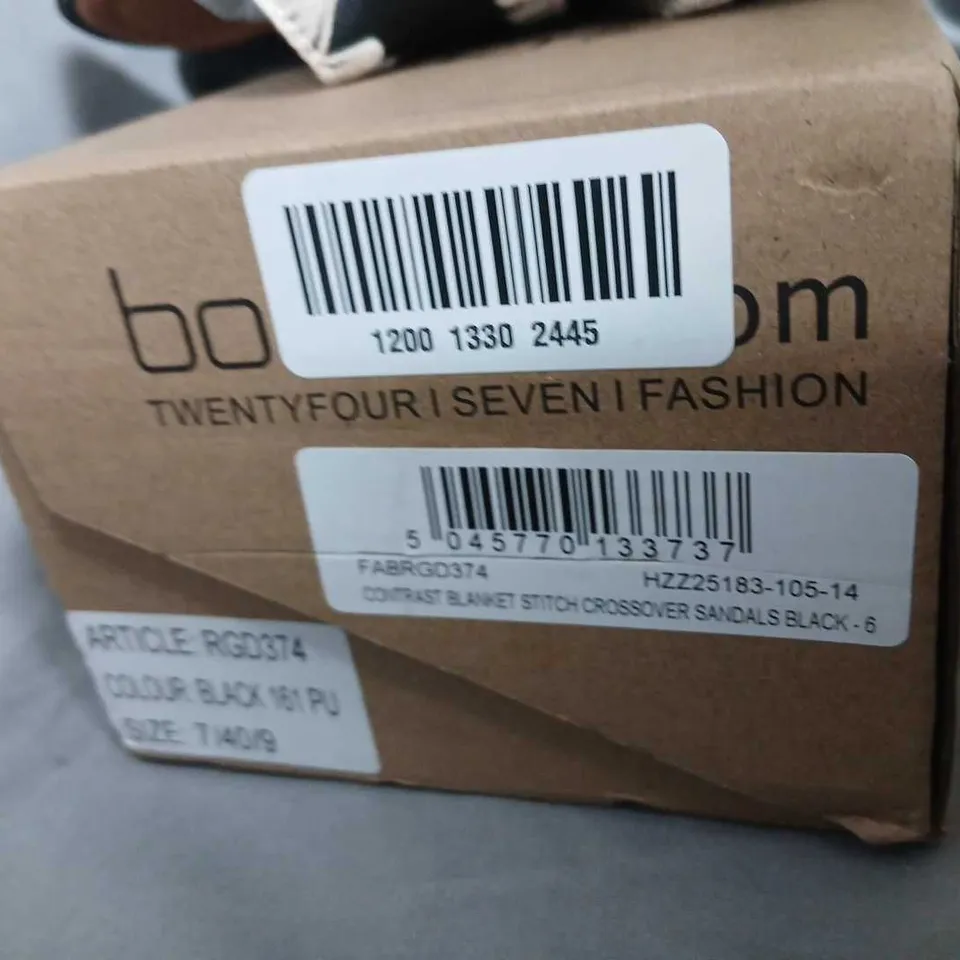 1200 1330 2445
bo om
TWENTYFOUR I SEVEN I FASHION
5 045770 133737
FABRGD374 HZZ25183-105-14
CONTRAST BLANKET STITCH CROSSOVER SANDALS BLACK - 6
ARTICLE: RGD374
COLOUR: BLACK 161 PU
SIZE: 7/40/9